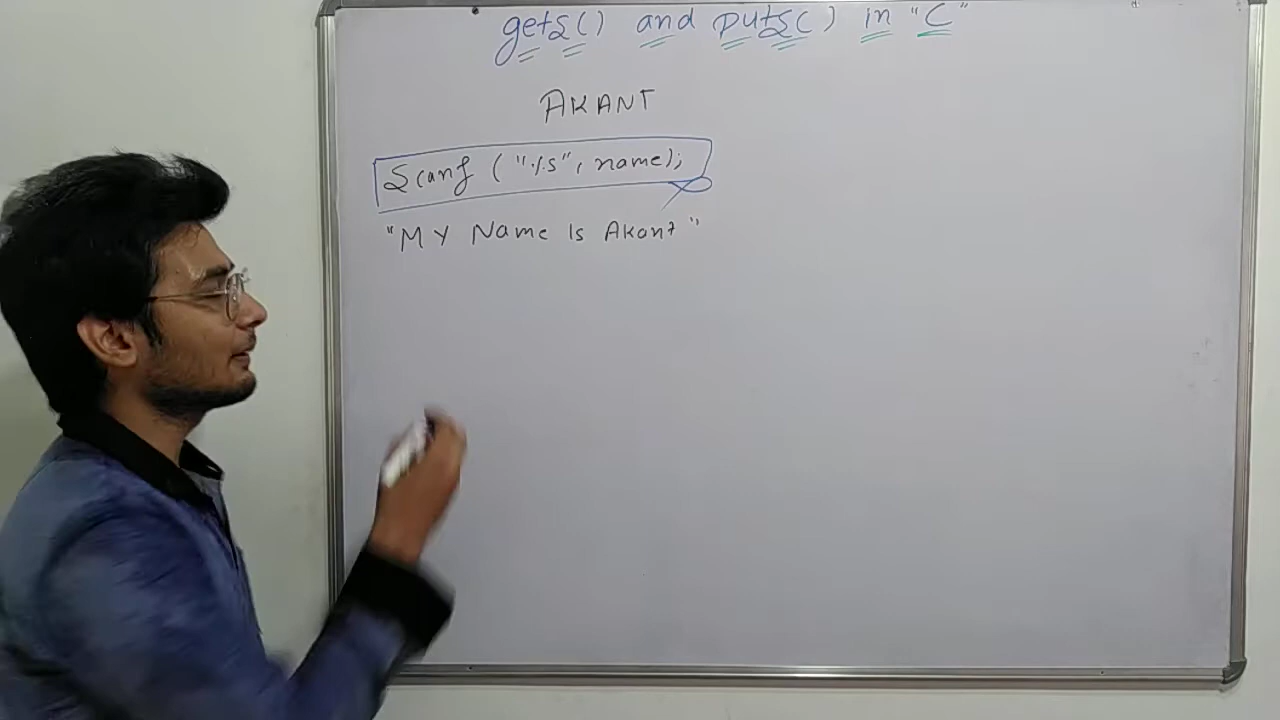 gets() and puts() in "C"
AKANT
Scanf ("%s", name);
"MY Name Is Akant"